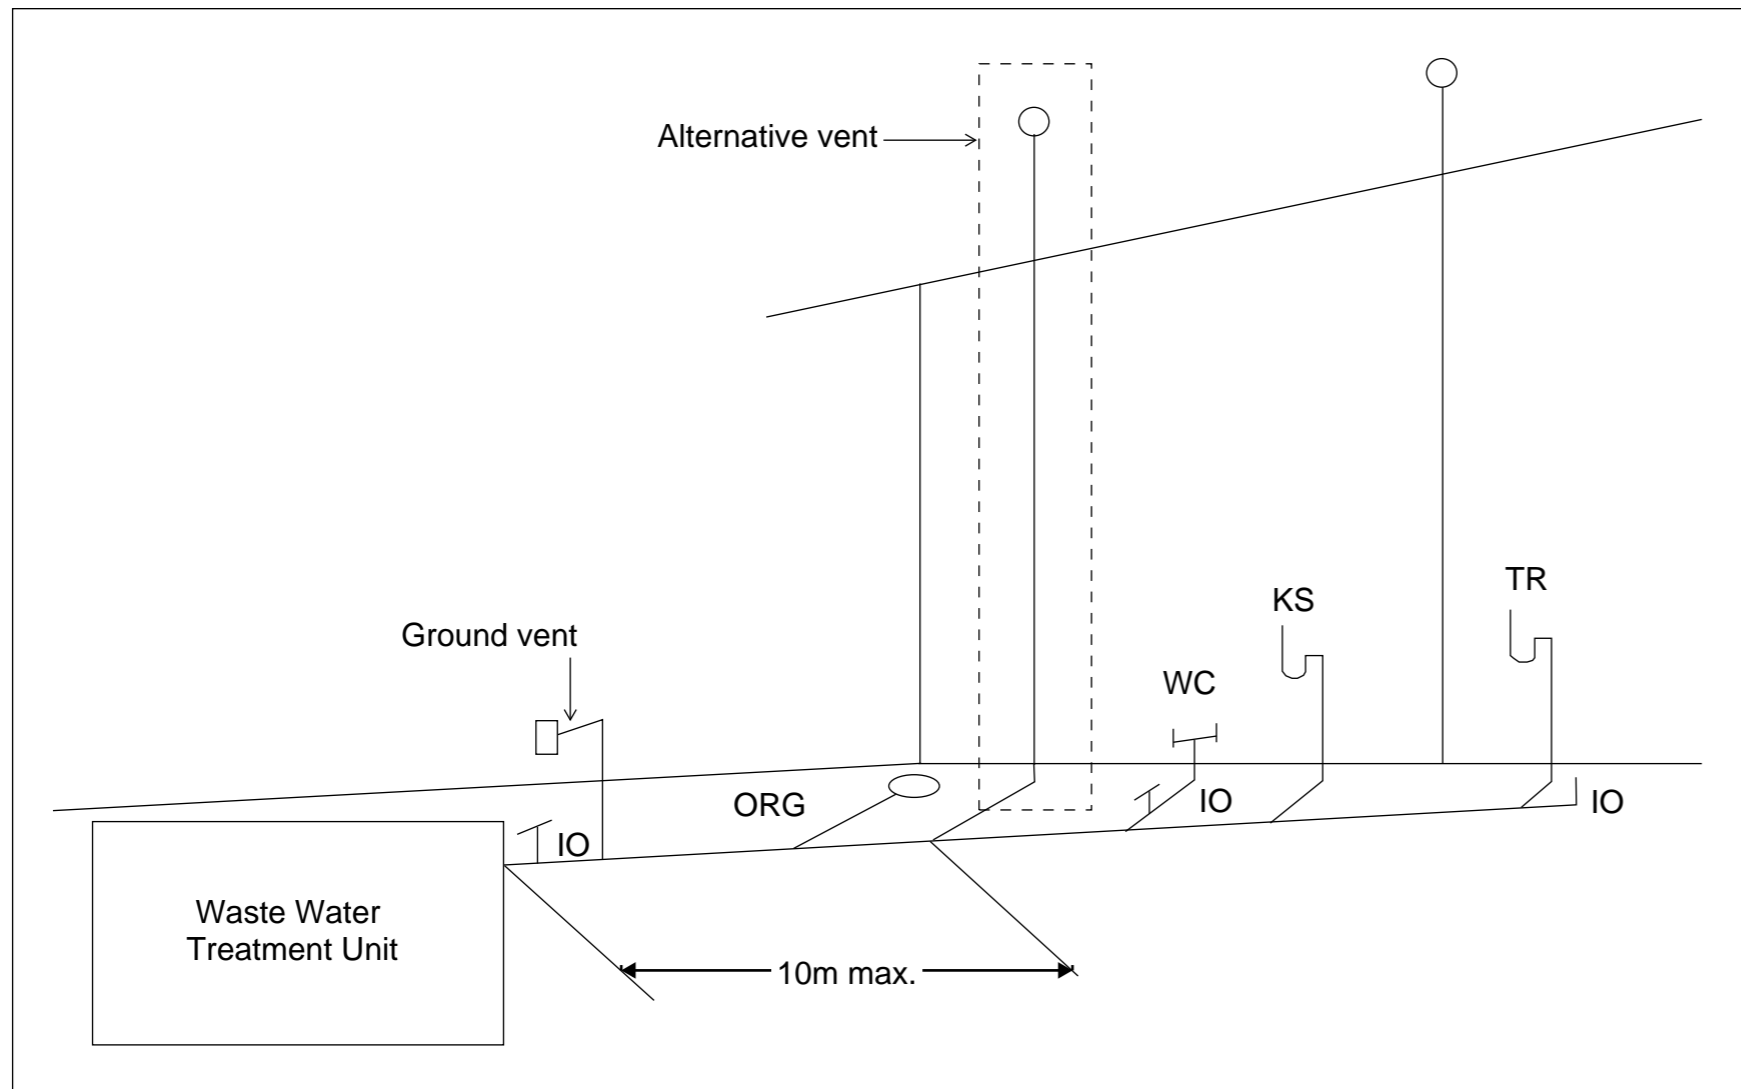 Alternative vent
TR
KS
Ground vent
WC
ORG
IO
IO
IO
Waste Water
Treatment Unit
10m max.